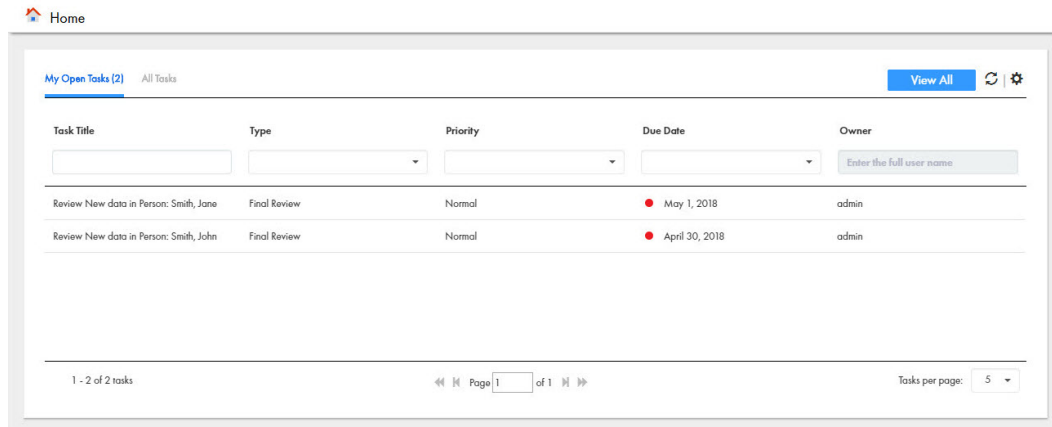 Home
My Open Tasks (2) All Tasks View All
Task Title Type Priority Due Date Owner
Enter the full user name
Review New data in Person: Smith, Jane Final Review Normal May 1, 2018 admin
Review New data in Person: Smith, John Final Review Normal April 30, 2018 admin
1 - 2 of 2 tasks Page 1 of 1 Tasks per page: 5